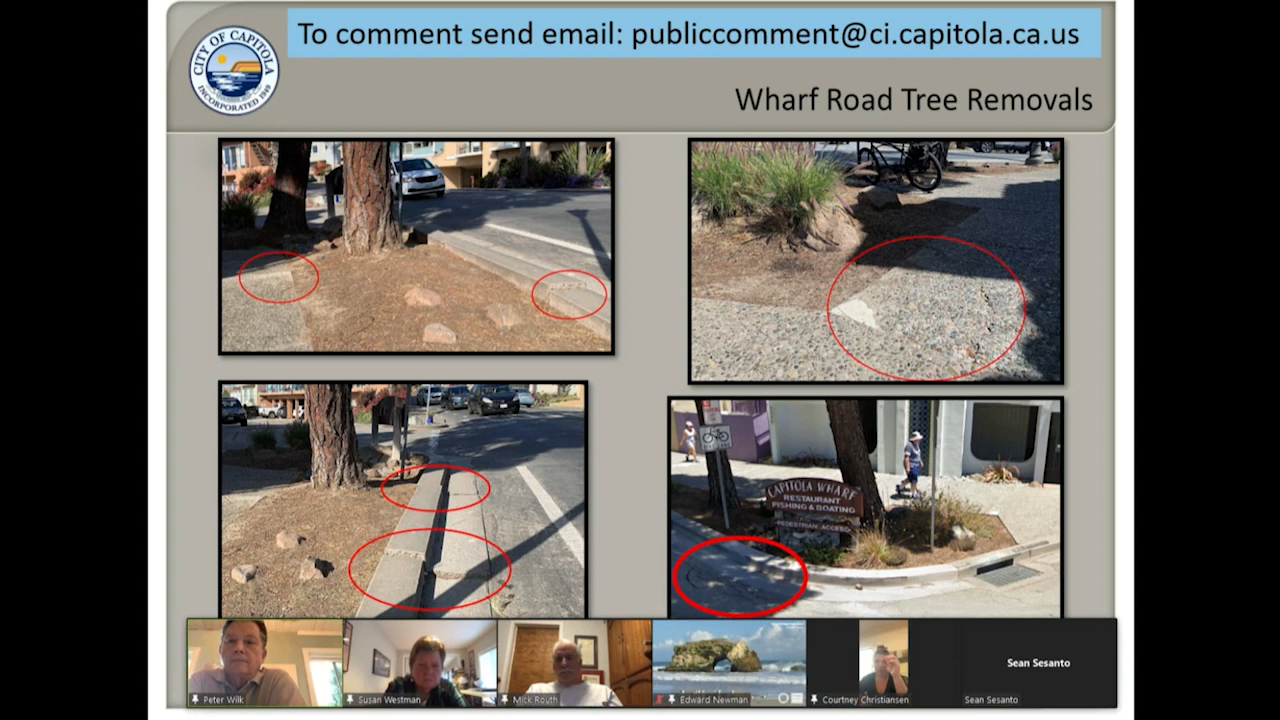 To comment send email: publiccomment@ci.capitola.ca.us
CITY OF CAPITOLA
INCORPORATED 1949
Wharf Road Tree Removals
CAPITOLA WHARF
RESTAURANT
FISHING & BOATING
PEDESTRIAN ACCESS
Sean Sesanto
Peter Wilk
Susan Westman
Mick Routh
Edward Newman
Courtney Christiansen
Sean Sesanto